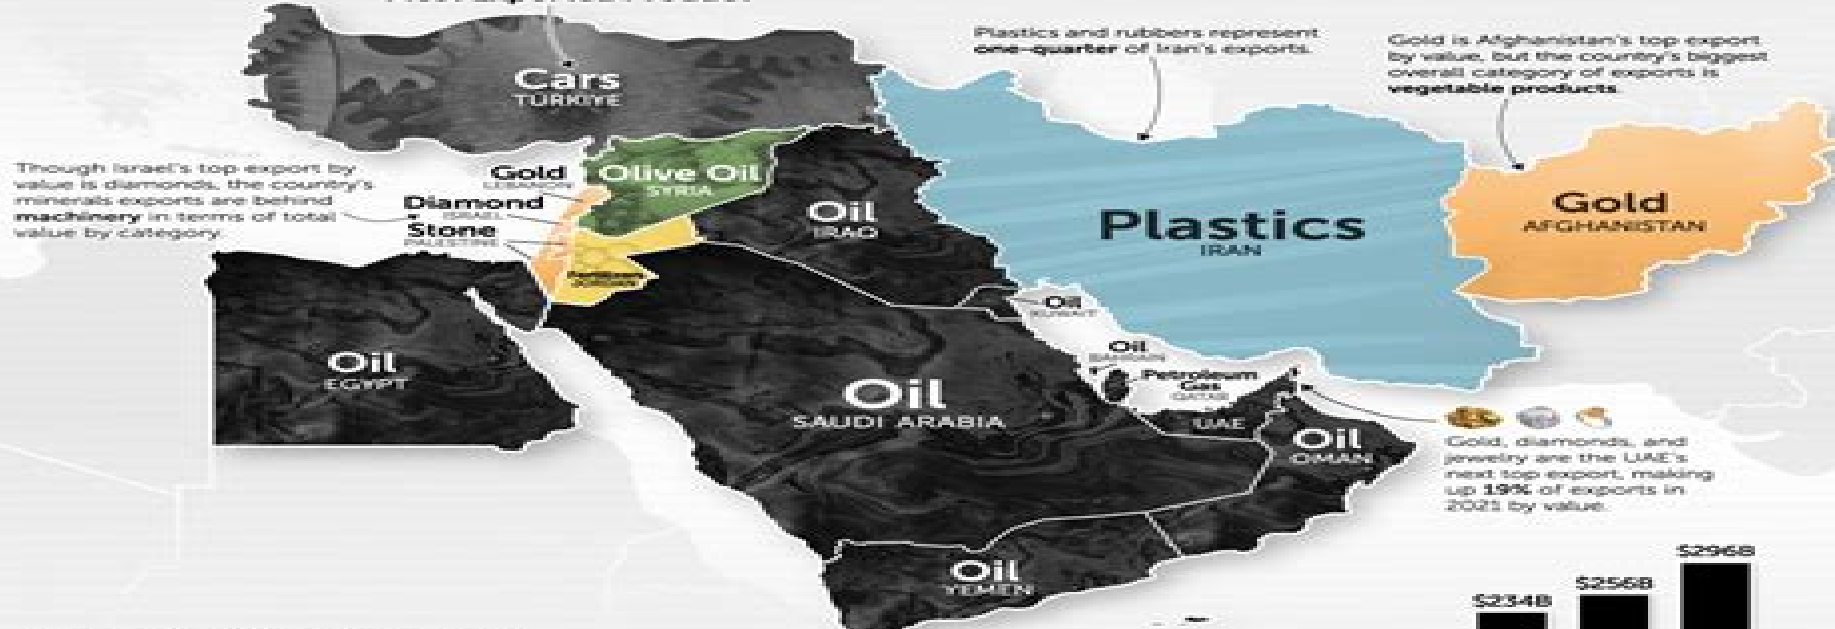 Plastics and rubbers represent
one-quarter of Iran's exports.
Gold is Afghanistan's top export
by value, but the country's biggest
overall category of exports is
vegetable products.
Cars
TÜRKIYE
Though Israel's top export by
value is diamonds, the country's
minerals exports are behind
machinery in terms of total
value by category.
Gold
LEBANON
Diamond
ISRAEL
Stone
PALESTINE
Olive Oil
SYRIA
Fertilizers
JORDAN
Oil
IRAQ
Plastics
IRAN
Gold
AFGHANISTAN
Oil
KUWAIT
Oil
EGYPT
Oil
SAUDI ARABIA
Oil
BAHRAIN
Petroleum
Gas
QATAR
UAE
Oil
OMAN
Gold, diamonds, and
jewelry are the UAE's
next top export, making
up 19% of exports in
2021 by value.
Oil
YEMEN
$234B
$256B
$296B